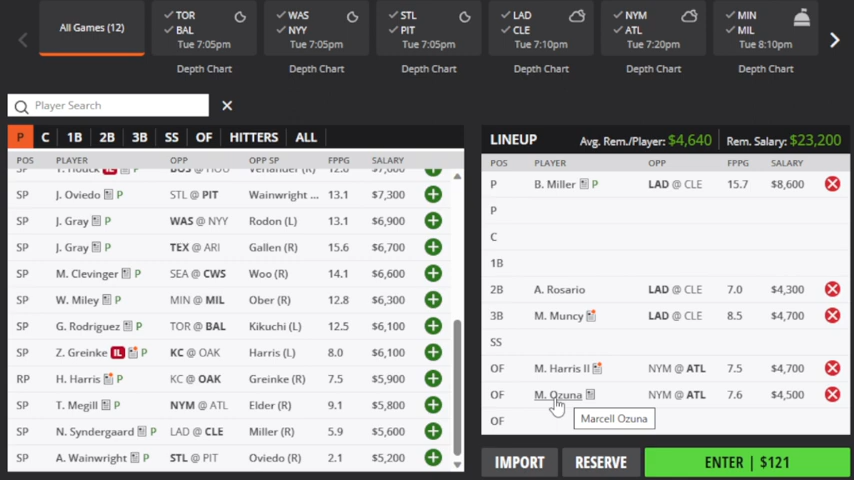 All Games (12)
TOR
BAL
Tue 7:05pm
Depth Chart
WAS
NYY
Tue 7:05pm
Depth Chart
STL
PIT
Tue 7:05pm
Depth Chart
LAD
CLE
Tue 7:10pm
Depth Chart
NYM
ATL
Tue 7:20pm
Depth Chart
MIN
MIL
Tue 8:10pm
Depth Chart
Player Search
P C 1B 2B 3B SS OF HITTERS ALL
POS PLAYER OPP OPP SP FPPG SALARY
SP J. Oviedo P STL @ PIT Wainwright ... 13.1 $7,300
SP J. Gray P WAS @ NYY Rodon (L) 13.1 $6,900
SP J. Gray P TEX @ ARI Gallen (R) 15.6 $6,700
SP M. Clevinger P SEA @ CWS Woo (R) 14.1 $6,600
SP W. Miley P MIN @ MIL Ober (R) 12.8 $6,300
SP G. Rodriguez P TOR @ BAL Kikuchi (L) 12.5 $6,100
SP Z. Greinke IL P KC @ OAK Harris (L) 8.0 $6,100
RP H. Harris P KC @ OAK Greinke (R) 7.5 $5,900
SP T. Megill P NYM @ ATL Elder (R) 9.1 $5,800
SP N. Syndergaard P LAD @ CLE Miller (R) 5.9 $5,600
SP A. Wainwright P STL @ PIT Oviedo (R) 2.1 $5,200
LINEUP Avg. Rem./Player: $4,640 Rem. Salary: $23,200
POS PLAYER OPP FPPG SALARY
P B. Miller P LAD @ CLE 15.7 $8,600
P
C
1B
2B A. Rosario LAD @ CLE 7.0 $4,300
3B M. Muncy LAD @ CLE 8.5 $4,700
SS
OF M. Harris II NYM @ ATL 7.5 $4,700
OF M. Ozuna NYM @ ATL 7.6 $4,500
OF
Marcell Ozuna
IMPORT RESERVE ENTER | $121